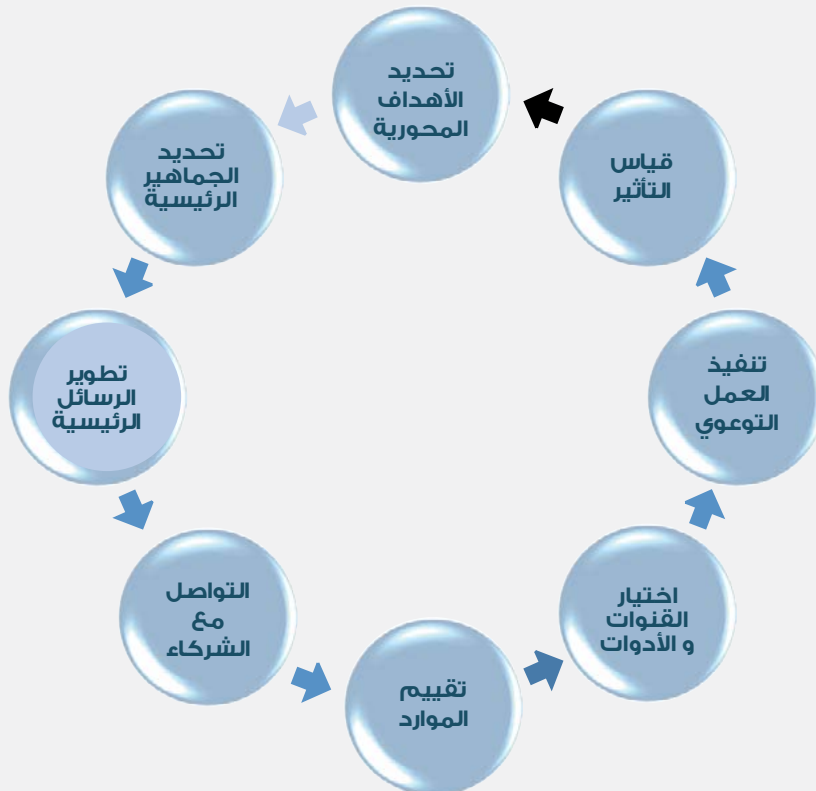 تحديد
الأهداف
المحورية
تحديد
الجماهير
الرئيسية
تطوير
الرسائل
الرئيسية
التواصل
مع
الشركاء
تقييم
الموارد
اختيار
القنوات
و الأدوات
تنفيذ
العمل
التوعوي
قياس
التأثير